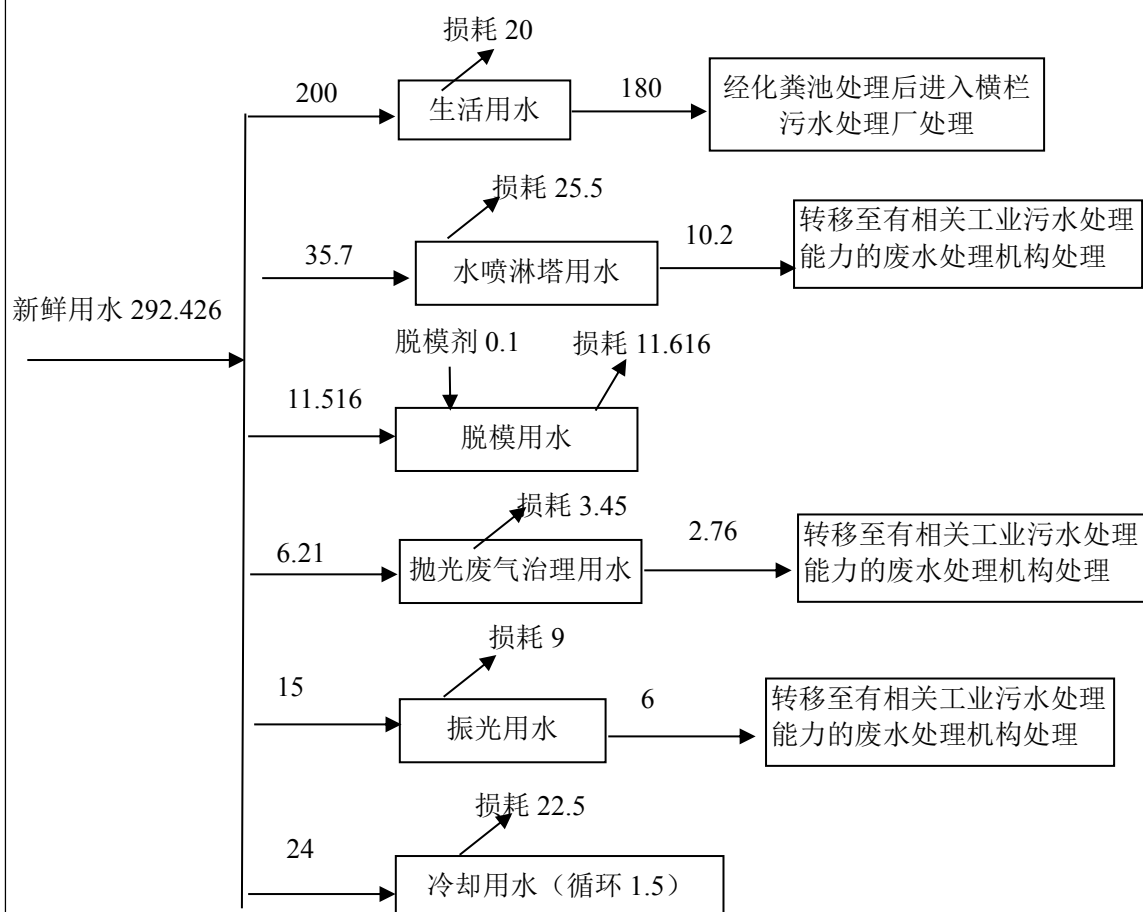 损耗 20
200
生活用水
180
经化粪池处理后进入横栏
污水处理厂处理
损耗 25.5
35.7
水喷淋塔用水
10.2
转移至有相关工业污水处理
能力的废水处理机构处理
新鲜用水 292.426
脱模剂 0.1
损耗 11.616
11.516
脱模用水
损耗 3.45
6.21
抛光废气治理用水
2.76
转移至有相关工业污水处理
能力的废水处理机构处理
损耗 9
15
振光用水
6
转移至有相关工业污水处理
能力的废水处理机构处理
损耗 22.5
24
冷却用水（循环 1.5）